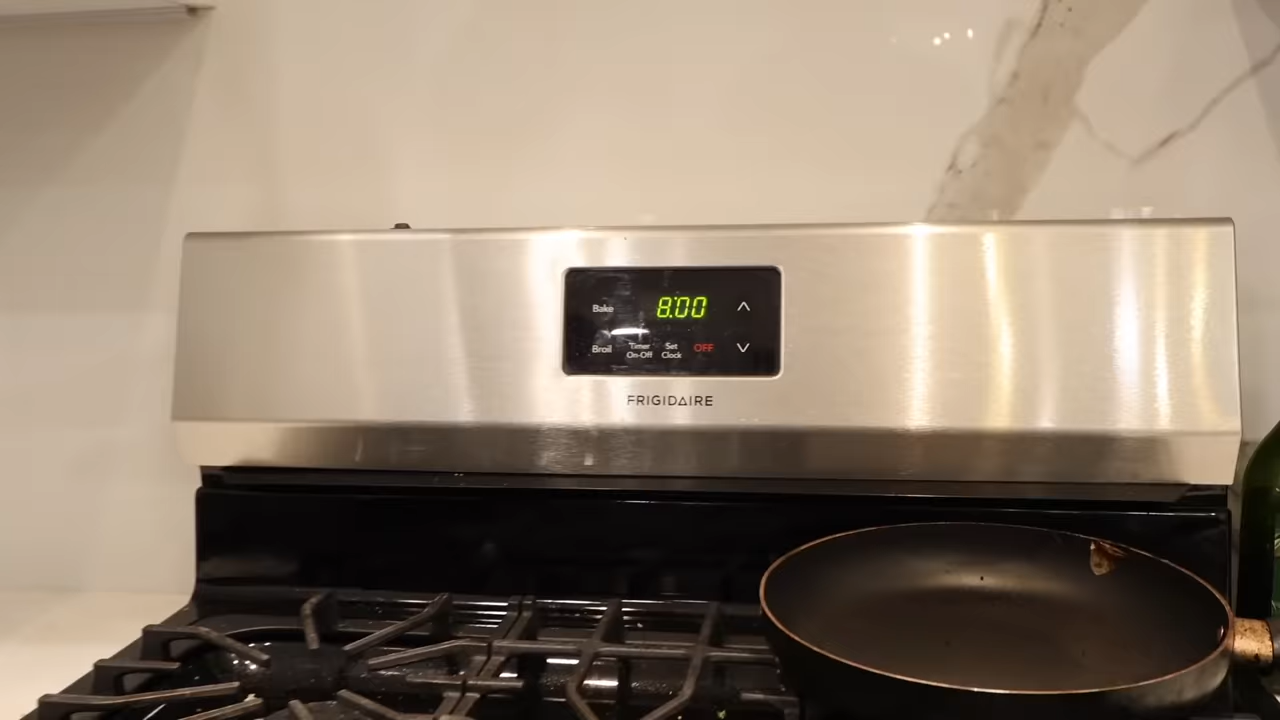 Bake
8:00
Broil
Timer
On-Off
Set
Clock
OFF
FRIGIDAIRE